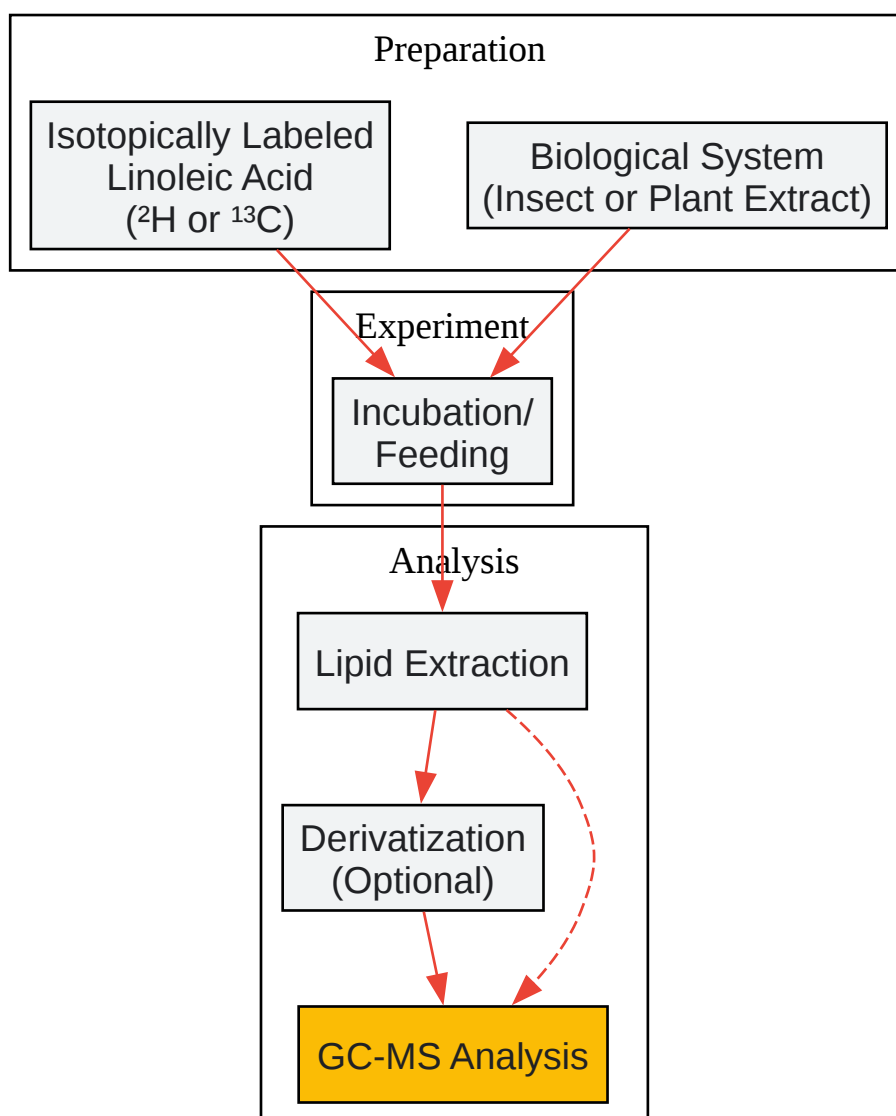 Preparation
Isotopically Labeled
Linoleic Acid
(²H or ¹³C)
Biological System
(Insect or Plant Extract)
Experiment
Incubation/
Feeding
Analysis
Lipid Extraction
Derivatization
(Optional)
GC-MS Analysis